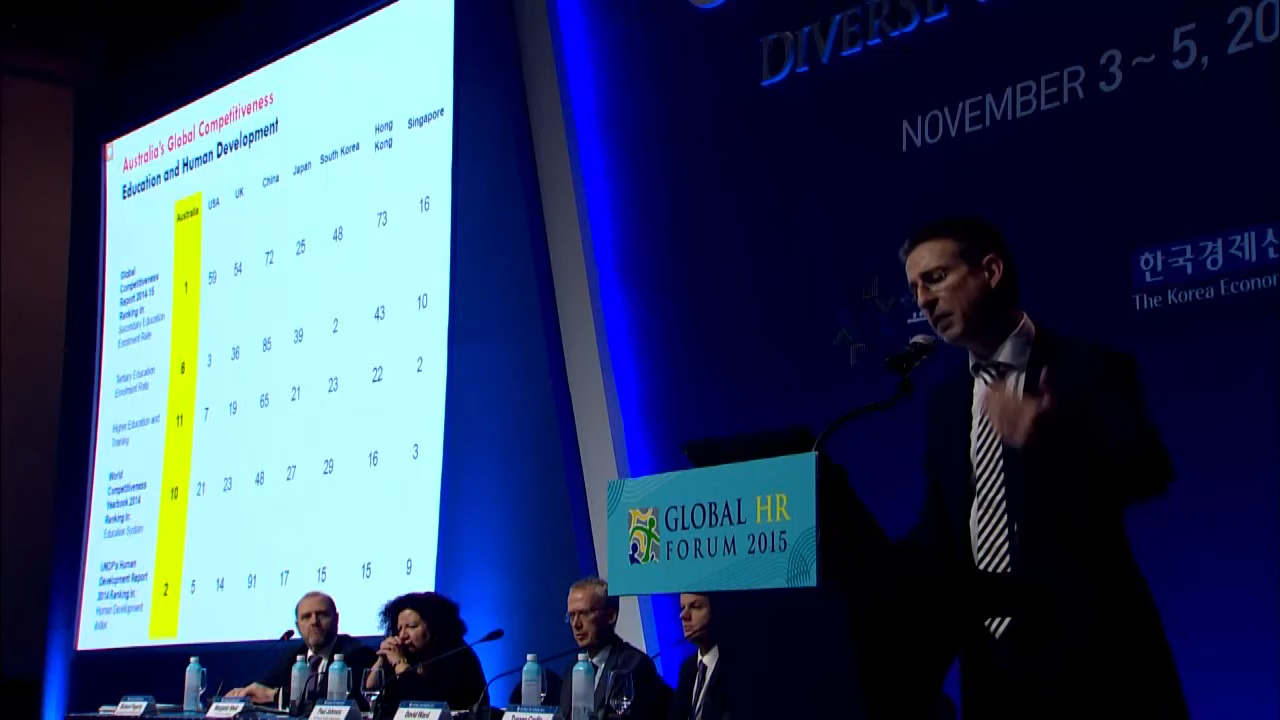 Australia's Global Competitiveness
Education and Human Development
Australia USA UK China Japan South Korea Hong Kong Singapore
Global
Competitiveness
Report 2014-15
Ranking in:
Secondary Education
Enrolment Rate
1 59 54 72 25 48 73 16
Tertiary Education
Enrolment Rate
6 3 36 85 39 2 43 10
Higher Education and
Training
11 7 19 65 21 23 22 2
World
Competitiveness
Yearbook 2014
Ranking in:
Education System
10 21 23 48 27 29 16 3
UNDP's Human
Development Report
2014 Ranking in:
Human Development
Index
2 5 14 91 17 15 15 9
DIVERSE
NOVEMBER 3~5, 20
한국경제신
The Korea Econo
GLOBAL HR
FORUM 2015
David Ward